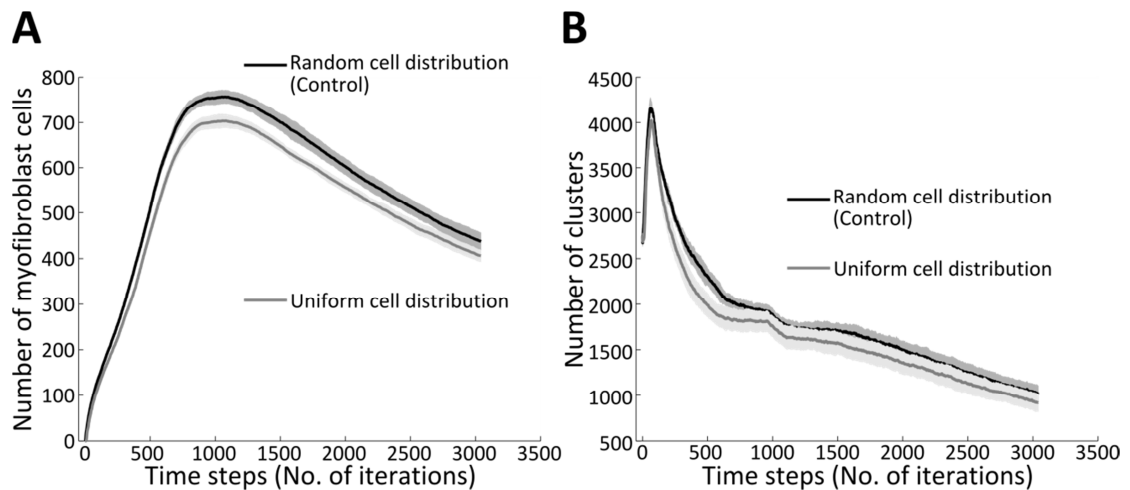 A
Random cell distribution
(Control)
800
700
600
500
400
300
200
100
0
Number of myofibroblast cells
Uniform cell distribution
0 500 1000 1500 2000 2500 3000 3500
Time steps (No. of iterations)
B
4500
4000
3500
3000
2500
2000
1500
1000
500
Number of clusters
Random cell distribution
(Control)
Uniform cell distribution
0 500 1000 1500 2000 2500 3000 3500
Time steps (No. of iterations)